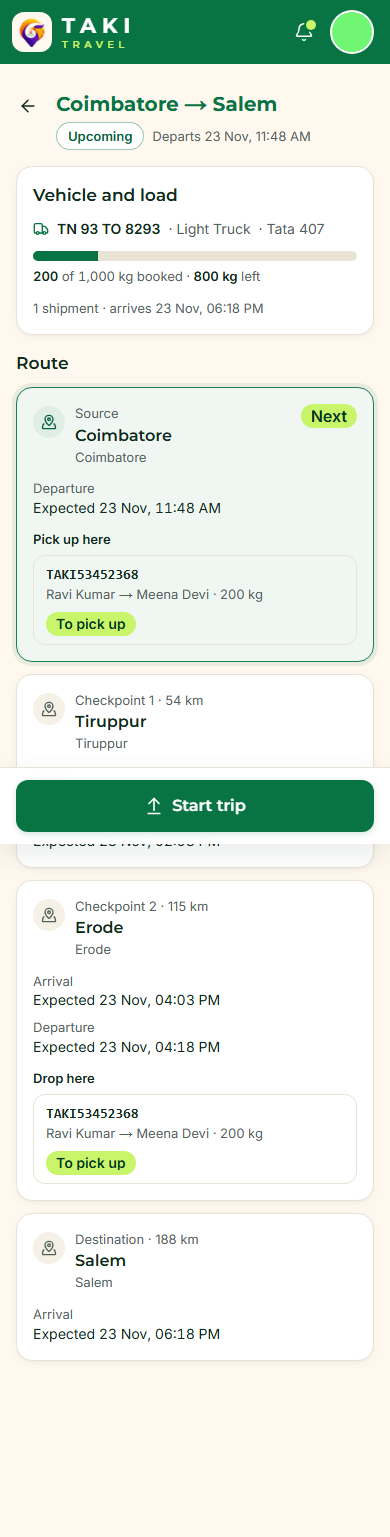 TAKI
TRAVEL
Coimbatore → Salem
Upcoming Departs 23 Nov, 11:48 AM
Vehicle and load
TN 93 TO 8293 · Light Truck · Tata 407
200 of 1,000 kg booked · 800 kg left
1 shipment · arrives 23 Nov, 06:18 PM
Route
Source
Next
Coimbatore
Coimbatore
Departure
Expected 23 Nov, 11:48 AM
Pick up here
TAKI53452368
Ravi Kumar → Meena Devi · 200 kg
To pick up
Checkpoint 1 · 54 km
Tiruppur
Tiruppur
Start trip
Checkpoint 2 · 115 km
Erode
Erode
Arrival
Expected 23 Nov, 04:03 PM
Departure
Expected 23 Nov, 04:18 PM
Drop here
TAKI53452368
Ravi Kumar → Meena Devi · 200 kg
To pick up
Destination · 188 km
Salem
Salem
Arrival
Expected 23 Nov, 06:18 PM